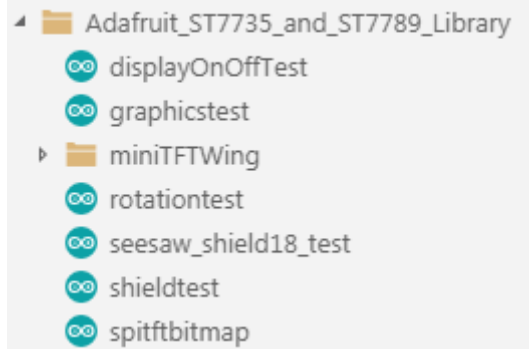 Adafruit_ST7735_and_ST7789_Library
displayOnOffTest
graphicstest
miniTFTWing
rotationtest
seesaw_shield18_test
shieldtest
spitftbitmap